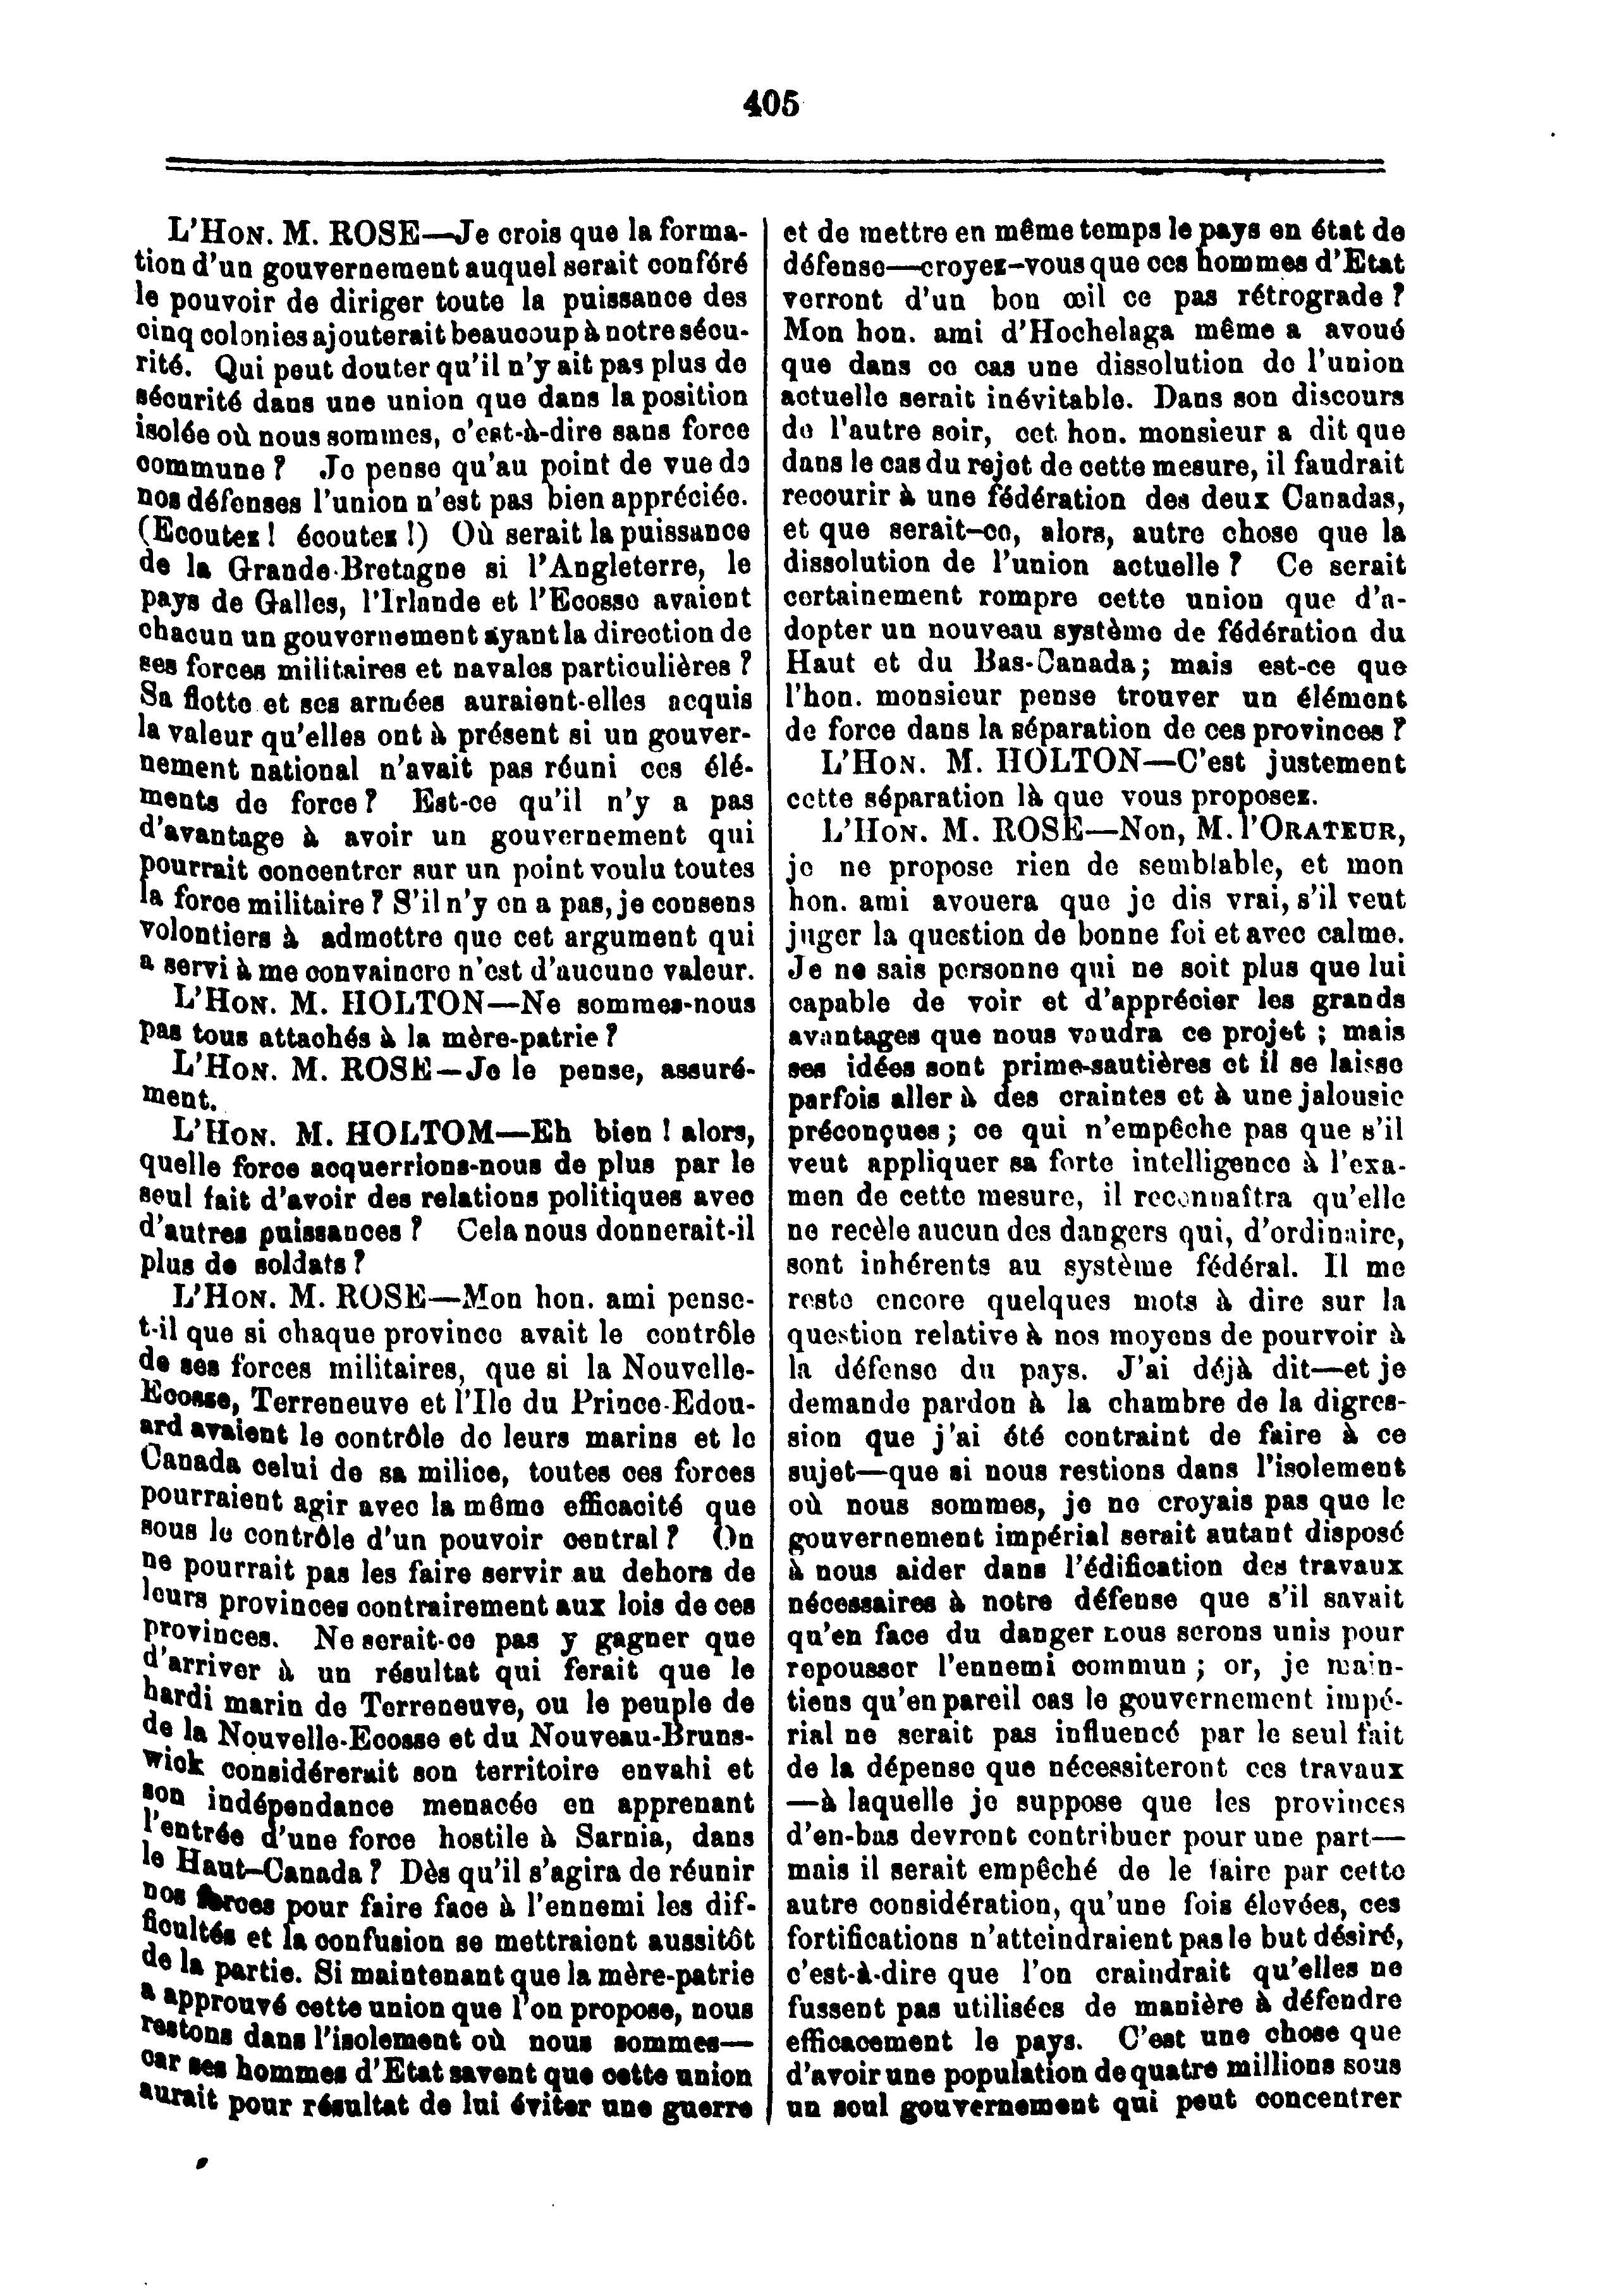 405
L'HON. M. ROSE—Je crois que la forma-
tion d'un gouvernement auquel serait conféré
le pouvoir de diriger toute la puissance des
cinq colonies ajouterait beaucoup à notre sécu-
rité. Qui peut douter qu'il n'y ait pas plus de
sécurité dans une union que dans la position
isolée où nous sommes, c'est-à-dire sans force
commune ? Je pense qu'au point de vue de
nos défenses l'union n'est pas bien appréciée.
(Ecoutez ! écoutez !) Où serait la puissance
de la Grande-Bretagne si l'Angleterre, le
pays de Galles, l'Irlande et l'Ecosse avaient
chacun un gouvernement ayant la direction de
ses forces militaires et navales particulières ?
Sa flotte et ses armées auraient-elles acquis
la valeur qu'elles ont à présent si un gouver-
nement national n'avait pas réuni ces élé-
ments de force ? Est-ce qu'il n'y a pas
d'avantage à avoir un gouvernement qui
pourrait concentrer sur un point voulu toutes
la force militaire ? S'il n'y en a pas, je consens
volontiers à admettre que cet argument qui
a servi à me convaincre n'est d'aucune valeur.
L'HON. M. HOLTON—Ne sommes-nous
pas tous attachés à la mère-patrie ?
L'HON. M. ROSE—Je le pense, assuré-
ment.
L'HON. M. HOLTOM—Eh bien ! alors,
quelle force acquerrions-nous de plus par le
seul fait d'avoir des relations politiques avec
d'autres puissances ? Cela nous donnerait-il
plus de soldats ?
L'HON. M. ROSE—Mon hon. ami pense-
t-il que si chaque province avait le contrôle
de ses forces militaires, que si la Nouvelle-
Ecosse, Terreneuve et l'Ile du Prince-Edou-
ard avaient le contrôle de leurs marins et le
Canada celui de sa milice, toutes ces forces
pourraient agir avec la même efficacité que
sous le contrôle d'un pouvoir central ? On
ne pourrait pas les faire servir au dehors de
leurs provinces contrairement aux lois de ces
provinces. Ne serait-ce pas y gagner que
d'arriver à un résultat qui ferait que le
hardi marin de Terreneuve, ou le peuple de
de la Nouvelle-Ecosse et du Nouveau-Bruns-
wick considérerait son territoire envahi et
son indépendance menacée en apprenant
l'entrée d'une force hostile à Sarnia, dans
le Haut-Canada ? Dès qu'il s'agira de réunir
nos forces pour faire face à l'ennemi les dif-
ficultés et la confusion se mettraient aussitôt
de la partie. Si maintenant que la mère-patrie
a approuvé cette union que l'on propose, nous
restons dans l'isolement où nous sommes—
car ses hommes d'Etat savent que cette union
aurait pour résultat de lui éviter une guerre
et de mettre en même temps le pays en état de
défense—croyez-vous que ces hommes d'Etat
verront d'un bon œil ce pas rétrograde ?
Mon hon. ami d'Hochelaga même a avoué
que dans ce cas une dissolution de l'union
actuelle serait inévitable. Dans son discours
de l'autre soir, cet hon. monsieur a dit que
dans le cas du rejet de cette mesure, il faudrait
recourir à une fédération des deux Canadas,
et que serait-ce, alors, autre chose que la
dissolution de l'union actuelle ? Ce serait
certainement rompre cette union que d'a-
dopter un nouveau système de fédération du
Haut et du Bas-Canada ; mais est-ce que
l'hon. monsieur pense trouver un élément
de force dans la séparation de ces provinces ?
L'HON. M. HOLTON—C'est justement
cette séparation là que vous proposez.
L'HON. M. ROSE—Non, M. l'ORATEUR,
je ne propose rien de semblable, et mon
hon. ami avouera que je dis vrai, s'il veut
juger la question de bonne foi et avec calme.
Je ne sais personne qui ne soit plus que lui
capable de voir et d'apprécier les grands
avantages que nous vaudra ce projet ; mais
ses idées sont prime-sautières et il se laisse
parfois aller à des craintes et à une jalousie
préconçues ; ce qui n'empêche pas que s'il
veut appliquer sa forte intelligence à l'exa-
men de cette mesure, il reconnaîtra qu'elle
ne recèle aucun des dangers qui, d'ordinaire,
sont inhérents au système fédéral. Il me
reste encore quelques mots à dire sur la
question relative à nos moyens de pourvoir à
la défense du pays. J'ai déjà dit—et je
demande pardon à la chambre de la digres-
sion que j'ai été contraint de faire à ce
sujet—que si nous restions dans l'isolement
où nous sommes, je ne croyais pas que le
gouvernement impérial serait autant disposé
à nous aider dans l'édification des travaux
nécessaires à notre défense que s'il savait
qu'en face du danger nous serons unis pour
repousser l'ennemi commun ; or, je main-
tiens qu'en pareil cas le gouvernement impé-
rial ne serait pas influencé par le seul fait
de la dépense que nécessiteront ces travaux
—à laquelle je suppose que les provinces
d'en-bas devront contribuer pour une part—
mais il serait empêché de le faire par cette
autre considération, qu'une fois élevées, ces
fortifications n'atteindraient pas le but désiré,
c'est-à-dire que l'on craindrait qu'elles ne
fussent pas utilisées de manière à défendre
efficacement le pays. C'est une chose que
d'avoir une population de quatre millions sous
un seul gouvernement qui peut concentrer